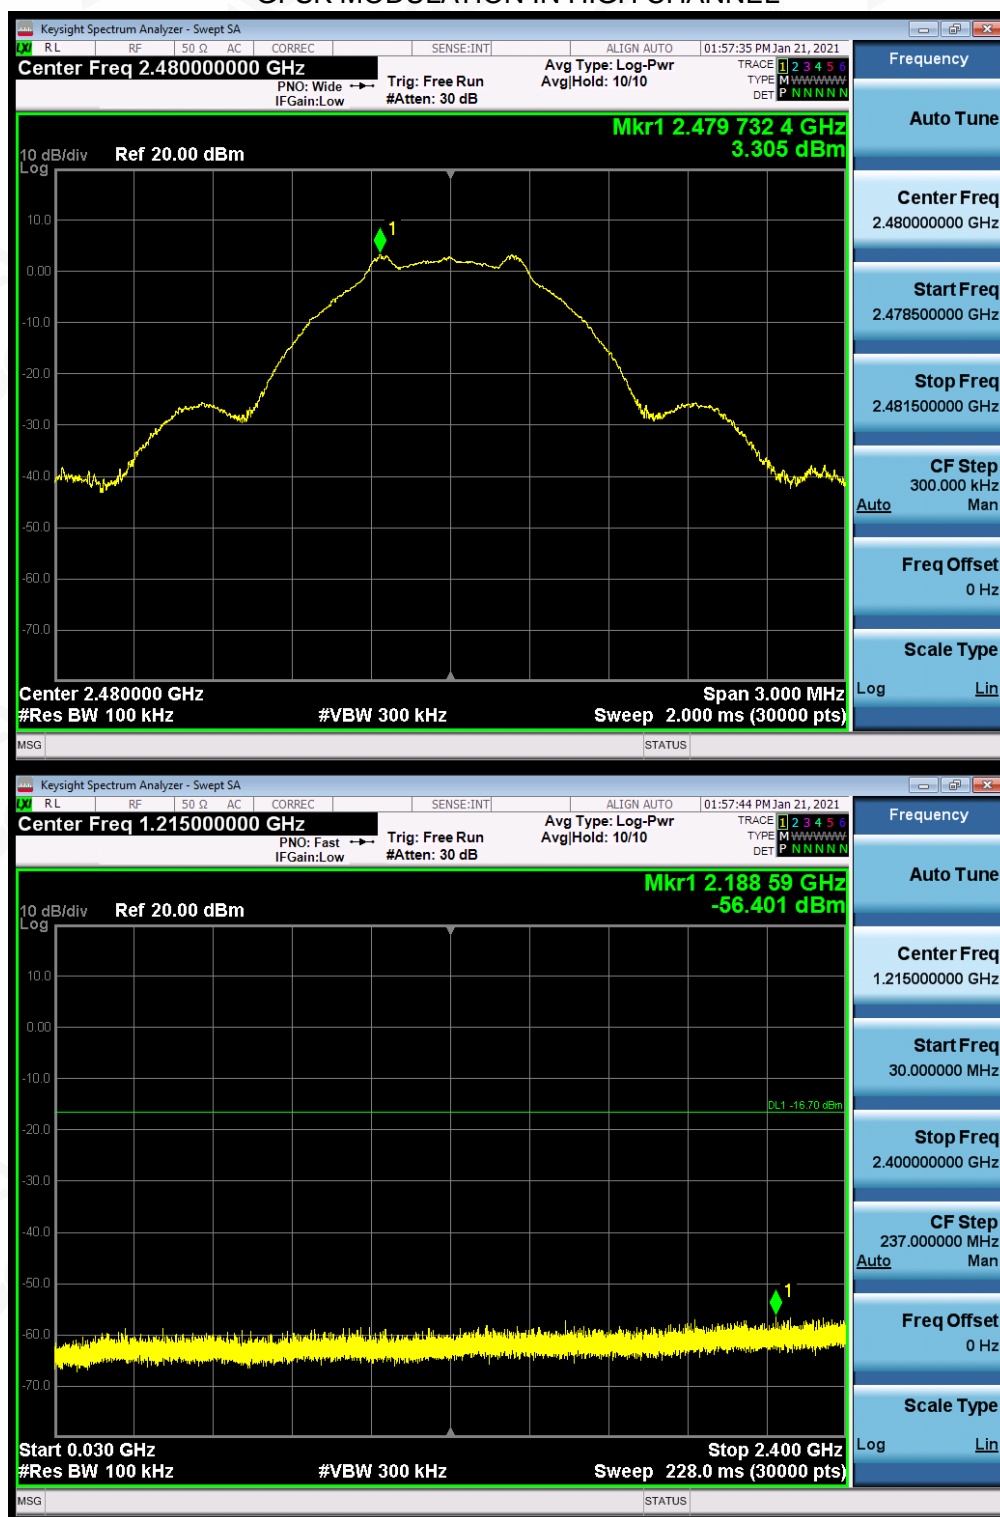 GFSK MODULATION IN HIGH CHANNEL
Keysight Spectrum Analyzer - Swept SA
LXI RL RF 50 Ω AC CORREC SENSE:INT ALIGN AUTO 01:57:35 PM Jan 21, 2021
Center Freq 2.480000000 GHz
PNO: Wide
IFGain:Low
Trig: Free Run
#Atten: 30 dB
Avg Type: Log-Pwr
Avg|Hold: 10/10
TRACE 1 2 3 4 5 6
TYPE M WWWWW
DET P N N N N N
Mkr1 2.479 732 4 GHz
3.305 dBm
10 dB/div
Log
Ref 20.00 dBm
1
10.0
0.00
-10.0
-20.0
-30.0
-40.0
-50.0
-60.0
-70.0
Center 2.480000 GHz
Span 3.000 MHz
#Res BW 100 kHz
#VBW 300 kHz
Sweep 2.000 ms (30000 pts)
MSG
STATUS
Frequency
Auto Tune
Center Freq
2.480000000 GHz
Start Freq
2.478500000 GHz
Stop Freq
2.481500000 GHz
CF Step
300.000 kHz
Auto Man
Freq Offset
0 Hz
Scale Type
Log Lin
Keysight Spectrum Analyzer - Swept SA
LXI RL RF 50 Ω AC CORREC SENSE:INT ALIGN AUTO 01:57:44 PM Jan 21, 2021
Center Freq 1.215000000 GHz
PNO: Fast
IFGain:Low
Trig: Free Run
#Atten: 30 dB
Avg Type: Log-Pwr
Avg|Hold: 10/10
TRACE 1 2 3 4 5 6
TYPE M WWWWW
DET P N N N N N
Mkr1 2.188 59 GHz
-56.401 dBm
10 dB/div
Log
Ref 20.00 dBm
10.0
0.00
-10.0
DL1 -16.70 dBm
-20.0
-30.0
-40.0
-50.0
1
-60.0
-70.0
Start 0.030 GHz
Stop 2.400 GHz
#Res BW 100 kHz
#VBW 300 kHz
Sweep 228.0 ms (30000 pts)
MSG
STATUS
Frequency
Auto Tune
Center Freq
1.215000000 GHz
Start Freq
30.000000 MHz
Stop Freq
2.400000000 GHz
CF Step
237.000000 MHz
Auto Man
Freq Offset
0 Hz
Scale Type
Log Lin